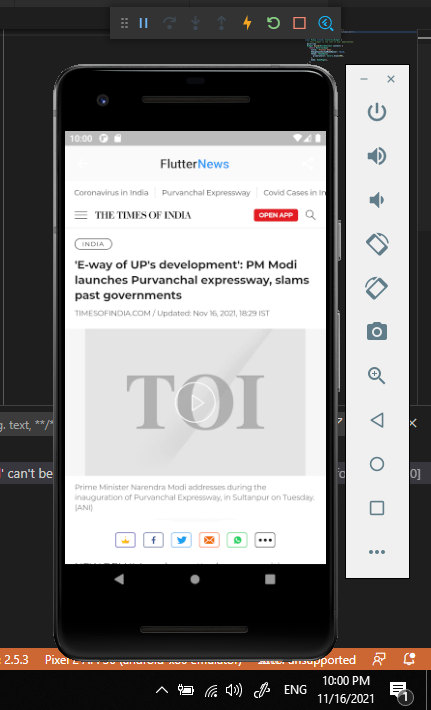 10:00
FlutterNews
Coronavirus in India Purvanchal Expressway Covid Cases in In
THE TIMES OF INDIA OPEN APP
INDIA
'E-way of UP's development': PM Modi
launches Purvanchal expressway, slams
past governments
TIMESOFINDIA.COM / Updated: Nov 16, 2021, 18:29 IST
TOI
Prime Minister Narendra Modi addresses during the
inauguration of Purvanchal Expressway, in Sultanpur on Tuesday.
(ANI)
g. text, **/*
' can't be
0]
2.5.3 Pixel 2 API 30 (android-x86 emulator) unsupported
ENG
10:00 PM
11/16/2021
1